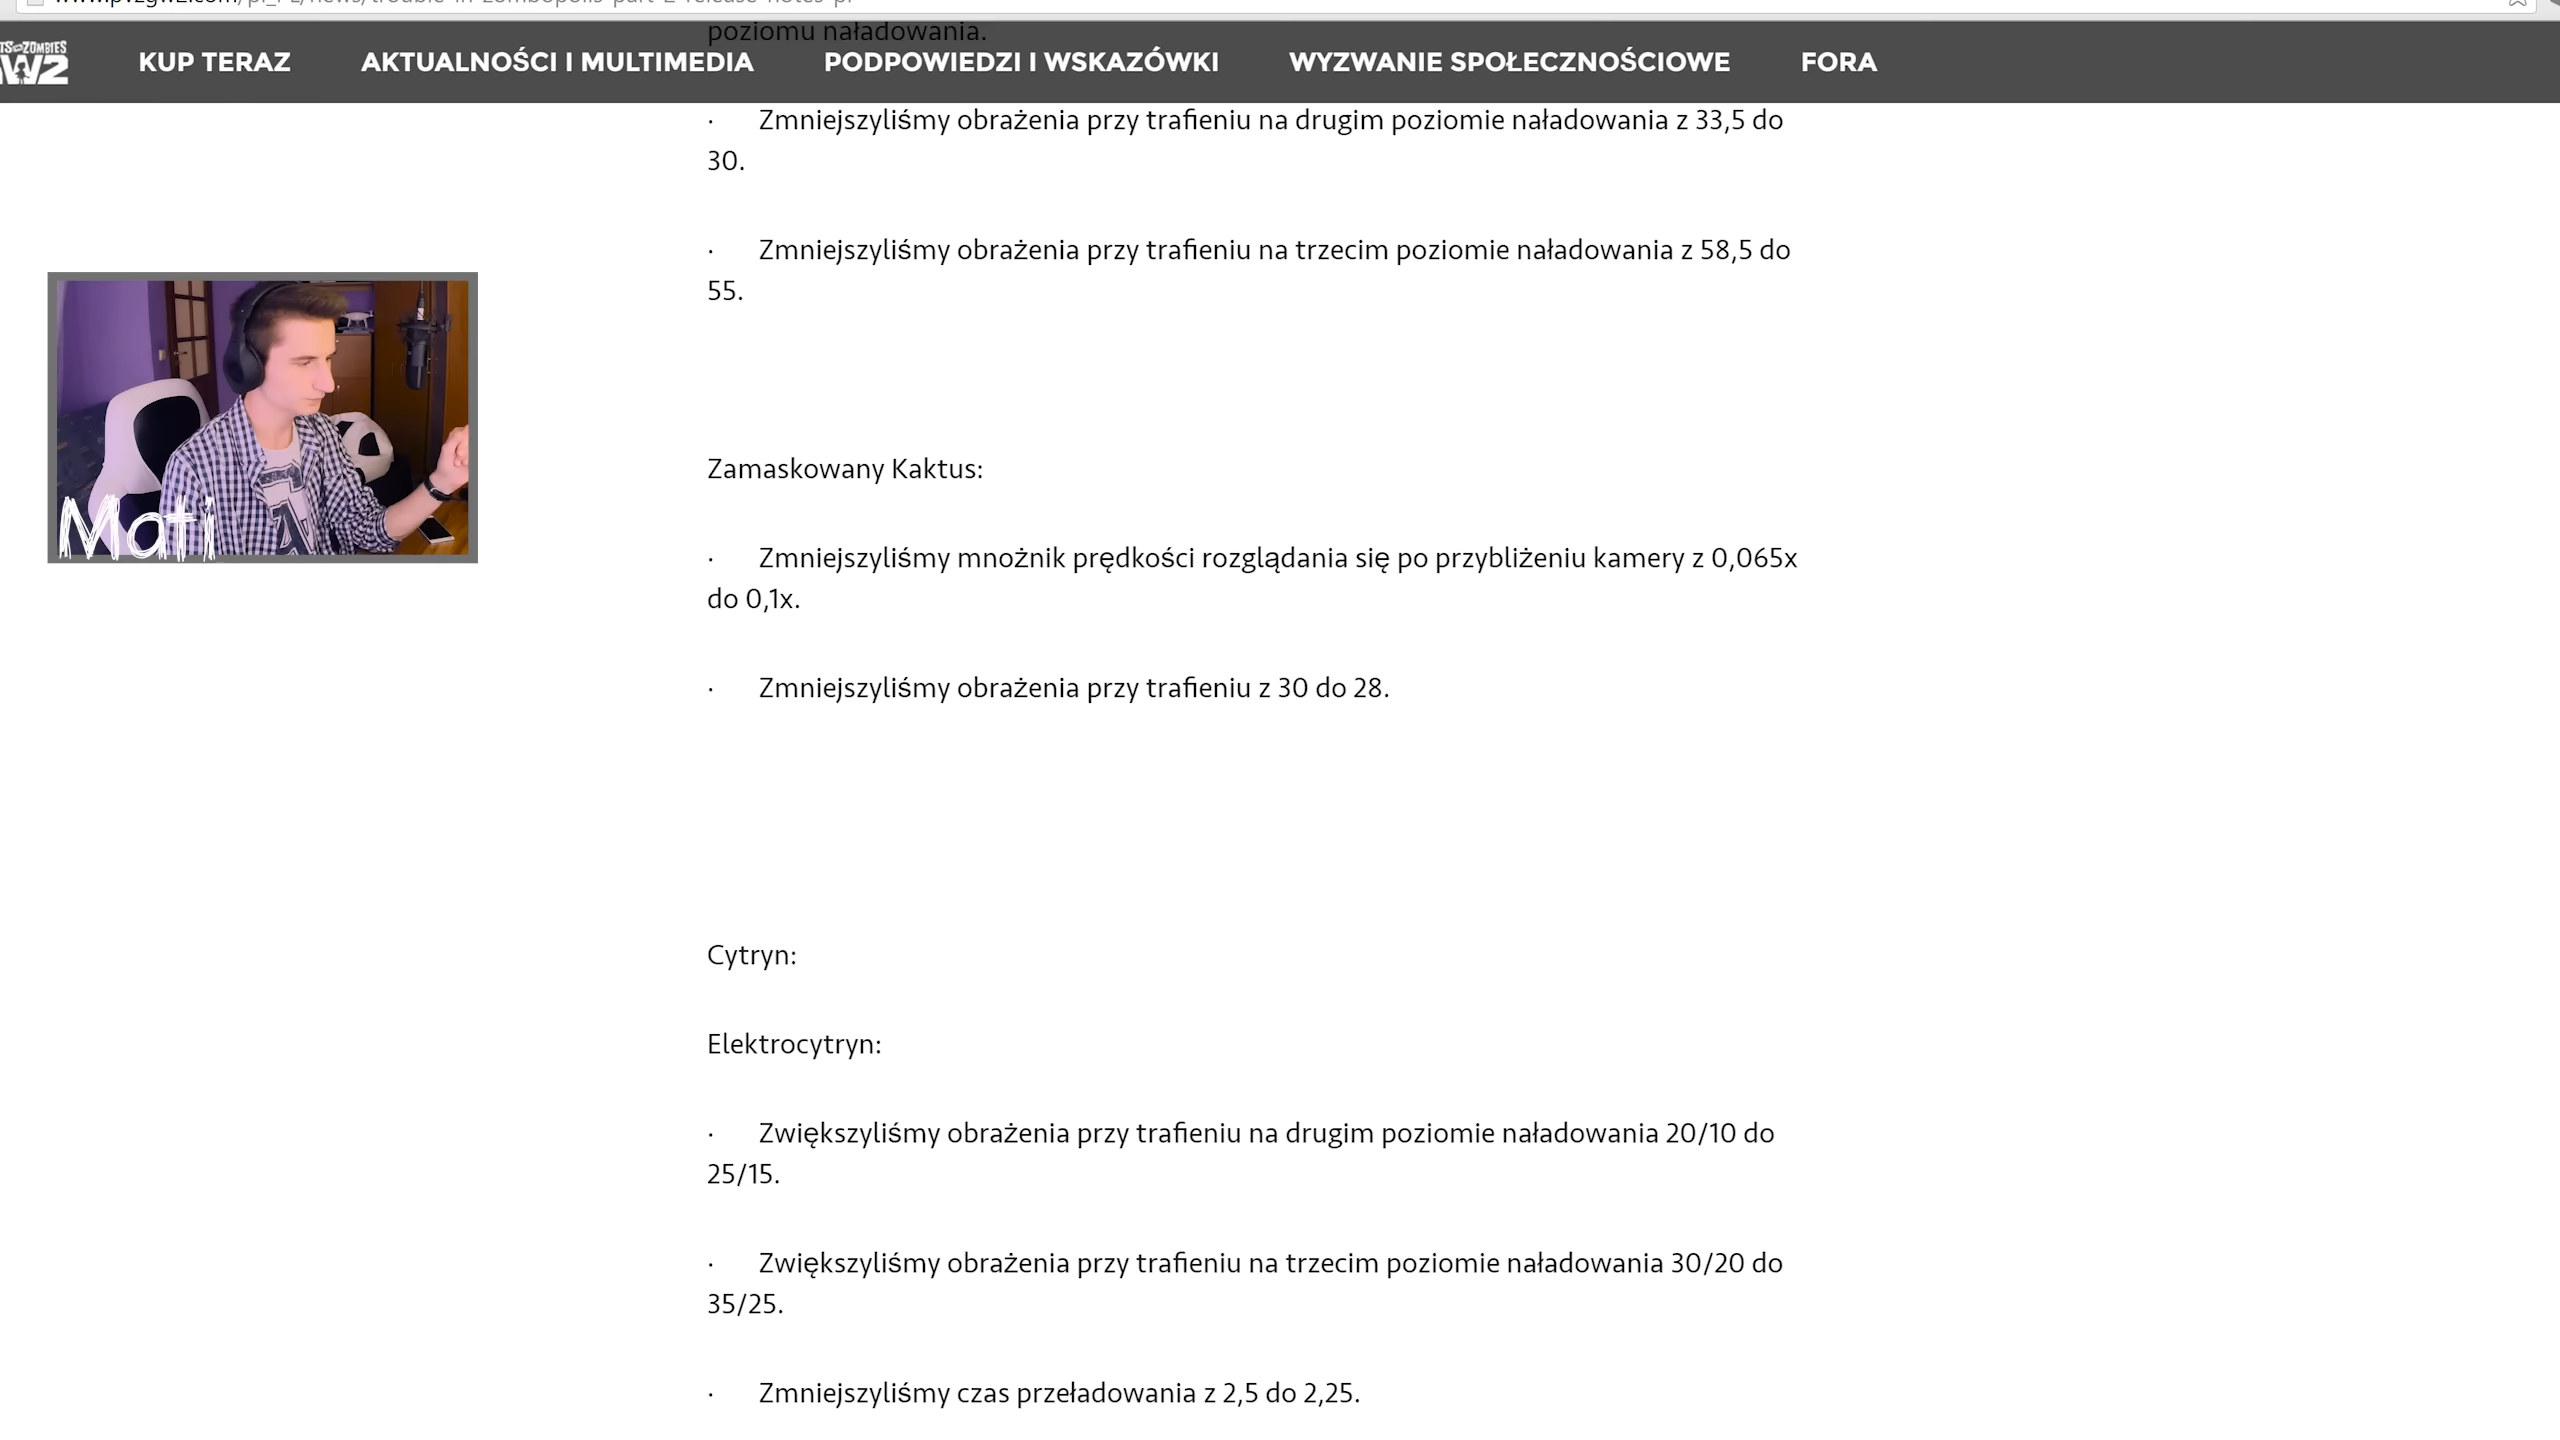 poziomu naładowania.
ZOMBIES
GW2
KUP TERAZ
AKTUALNOŚCI I MULTIMEDIA
PODPOWIEDZI I WSKAZÓWKI
WYZWANIE SPOŁECZNOŚCIOWE
FORA
· Zmniejszyliśmy obrażenia przy trafieniu na drugim poziomie naładowania z 33,5 do
30.
· Zmniejszyliśmy obrażenia przy trafieniu na trzecim poziomie naładowania z 58,5 do
55.
Mati
Zamaskowany Kaktus:
· Zmniejszyliśmy mnożnik prędkości rozglądania się po przybliżeniu kamery z 0,065x
do 0,1x.
· Zmniejszyliśmy obrażenia przy trafieniu z 30 do 28.
Cytryn:
Elektrocytryn:
· Zwiększyliśmy obrażenia przy trafieniu na drugim poziomie naładowania 20/10 do
25/15.
· Zwiększyliśmy obrażenia przy trafieniu na trzecim poziomie naładowania 30/20 do
35/25.
· Zmniejszyliśmy czas przeładowania z 2,5 do 2,25.